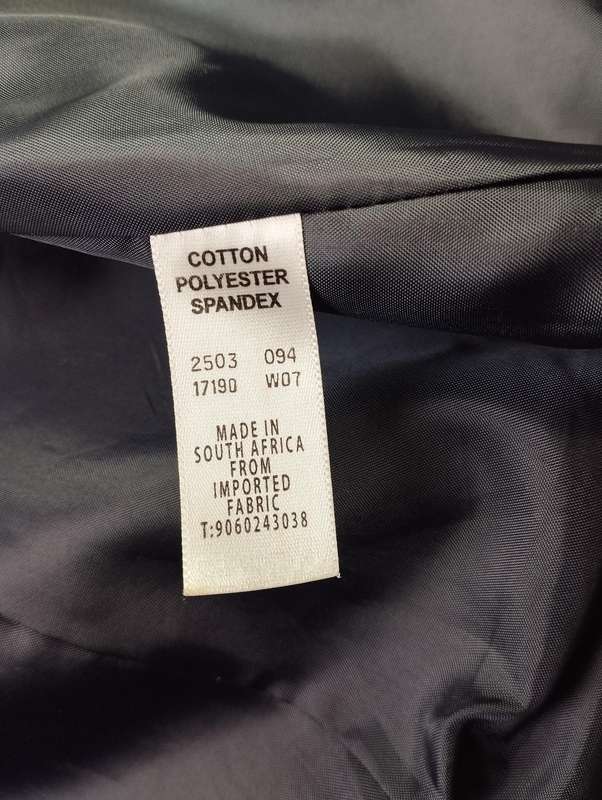 COTTON
POLYESTER
SPANDEX
2503 094
17190 W07
MADE IN
SOUTH AFRICA
FROM
IMPORTED
FABRIC
T:9060243038